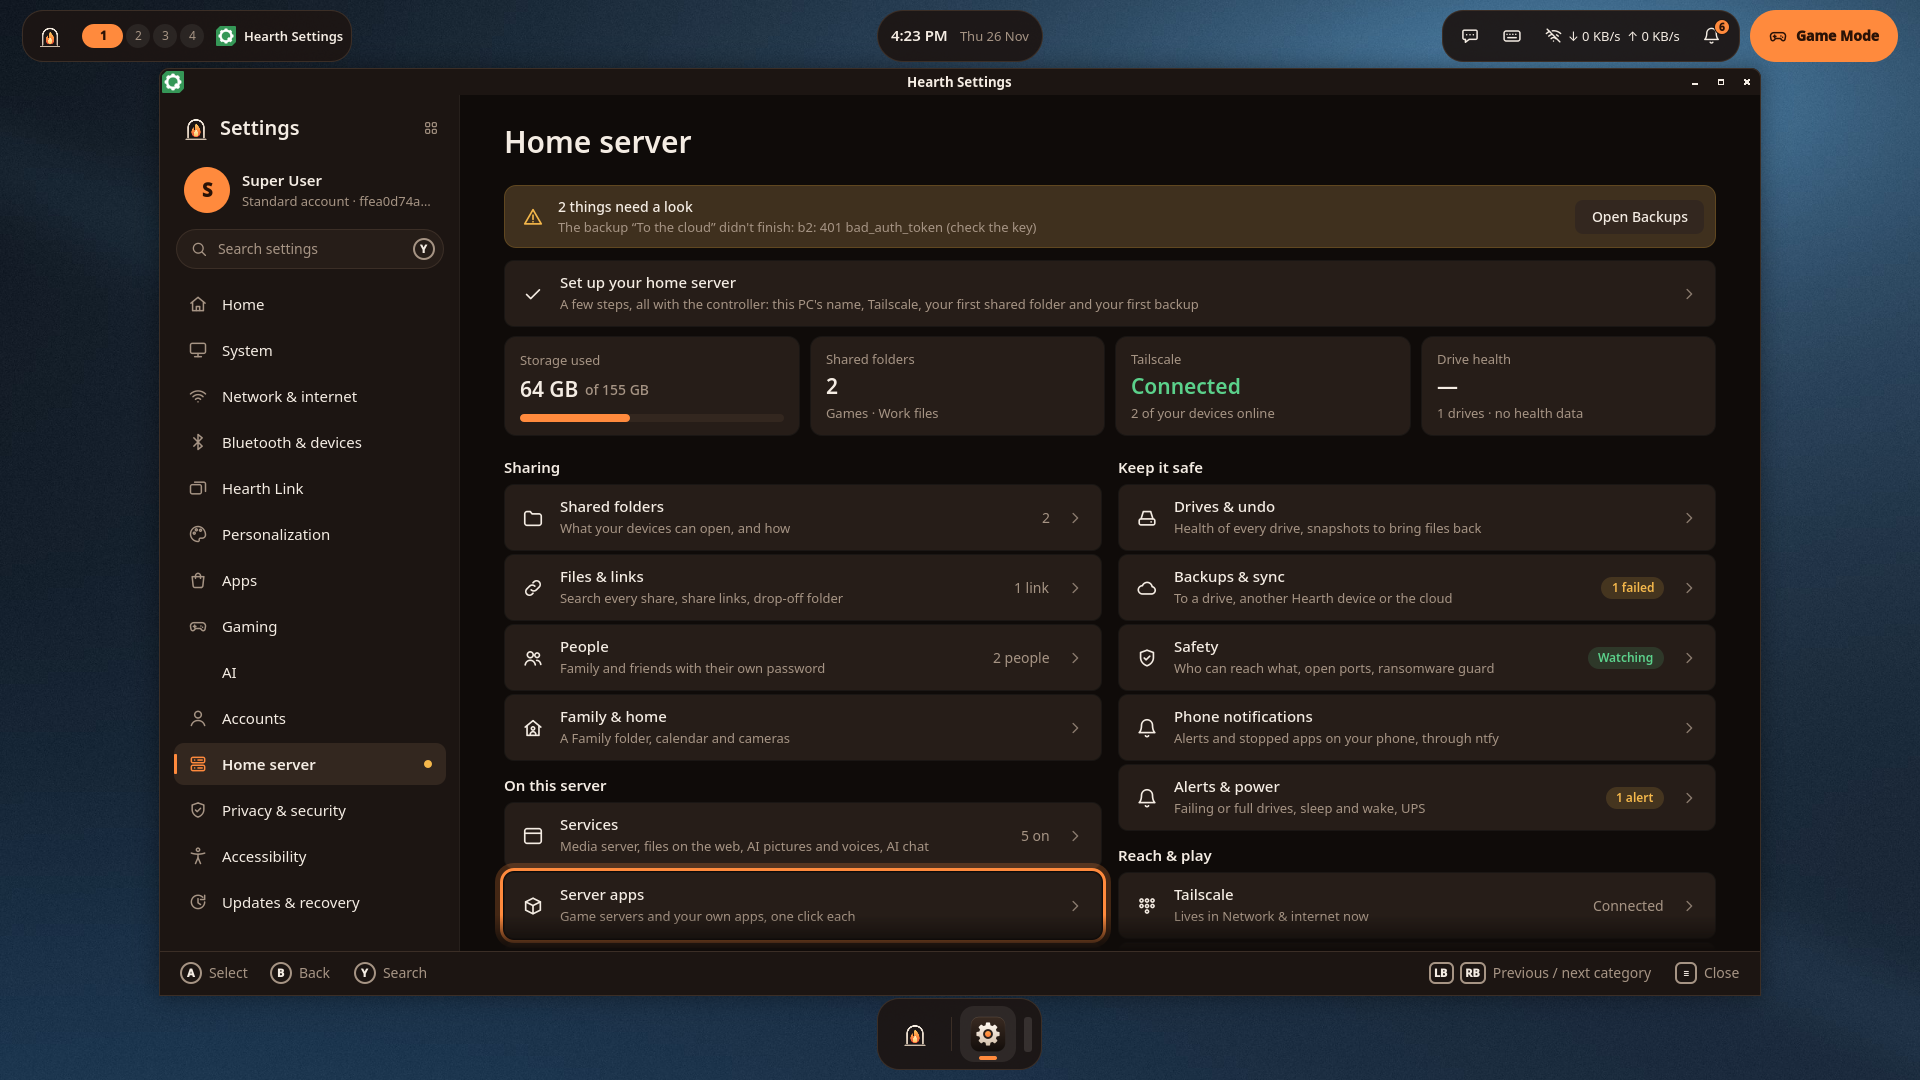 1 2 3 4 Hearth Settings
4:23 PM Thu 26 Nov
↓ 0 KB/s ↑ 0 KB/s
6
Game Mode
Hearth Settings
Settings
S
Super User
Standard account · ffea0d74a...
Search settings Y
Home
System
Network & internet
Bluetooth & devices
Hearth Link
Personalization
Apps
Gaming
AI
Accounts
Home server
Privacy & security
Accessibility
Updates & recovery
Home server
2 things need a look
The backup “To the cloud” didn't finish: b2: 401 bad_auth_token (check the key)
Open Backups
Set up your home server
A few steps, all with the controller: this PC's name, Tailscale, your first shared folder and your first backup
Storage used
64 GB of 155 GB
Shared folders
2
Games · Work files
Tailscale
Connected
2 of your devices online
Drive health
—
1 drives · no health data
Sharing
Shared folders
What your devices can open, and how
2
Files & links
Search every share, share links, drop-off folder
1 link
People
Family and friends with their own password
2 people
Family & home
A Family folder, calendar and cameras
On this server
Services
Media server, files on the web, AI pictures and voices, AI chat
5 on
Server apps
Game servers and your own apps, one click each
Keep it safe
Drives & undo
Health of every drive, snapshots to bring files back
Backups & sync
To a drive, another Hearth device or the cloud
1 failed
Safety
Who can reach what, open ports, ransomware guard
Watching
Phone notifications
Alerts and stopped apps on your phone, through ntfy
Alerts & power
Failing or full drives, sleep and wake, UPS
1 alert
Reach & play
Tailscale
Lives in Network & internet now
Connected
A Select B Back Y Search
LB RB Previous / next category ≡ Close